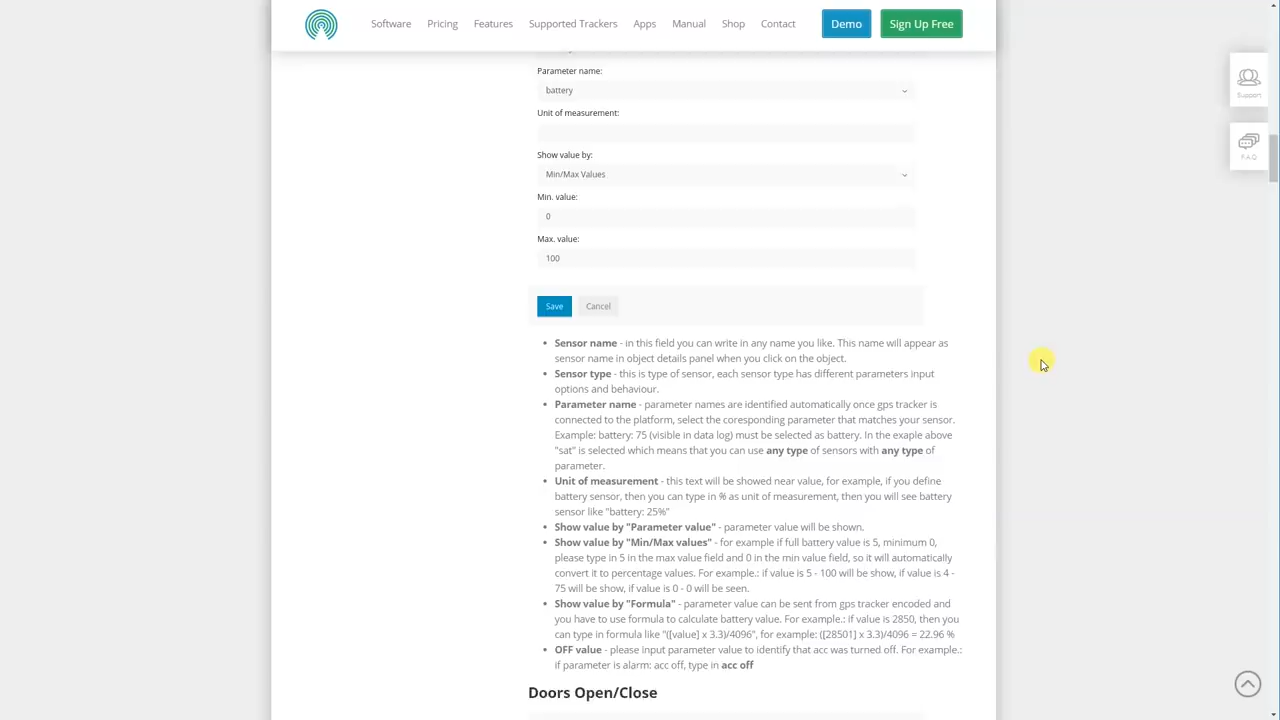 Software Pricing Features Supported Trackers Apps Manual Shop Contact Demo Sign Up Free
Parameter name:
battery
Unit of measurement:
Show value by:
Min/Max Values
Min. value:
0
Max. value:
100
Save Cancel
Support
F.A.Q
• Sensor name - in this field you can write in any name you like. This name will appear as
sensor name in object details panel when you click on the object.
• Sensor type - this is type of sensor, each sensor type has different parameters input
options and behaviour.
• Parameter name - parameter names are identified automatically once gps tracker is
connected to the platform, select the coresponding parameter that matches your sensor.
Example: battery: 75 (visible in data log) must be selected as battery. In the exaple above
"sat" is selected which means that you can use any type of sensors with any type of
parameter.
• Unit of measurement - this text will be showed near value, for example, if you define
battery sensor, then you can type in % as unit of measurement, then you will see battery
sensor like "battery: 25%"
• Show value by "Parameter value" - parameter value will be shown.
• Show value by "Min/Max values" - for example if full battery value is 5, minimum 0,
please type in 5 in the max value field and 0 in the min value field, so it will automatically
convert it to percentage values. For example.: if value is 5 - 100 will be show, if value is 4 -
75 will be show, if value is 0 - 0 will be seen.
• Show value by "Formula" - parameter value can be sent from gps tracker encoded and
you have to use formula to calculate battery value. For example.: if value is 2850, then you
can type in formula like "([value] x 3.3)/4096", for example: ([28501] x 3.3)/4096 = 22.96 %
• OFF value - please input parameter value to identify that acc was turned off. For example.:
if parameter is alarm: acc off, type in acc off
Doors Open/Close